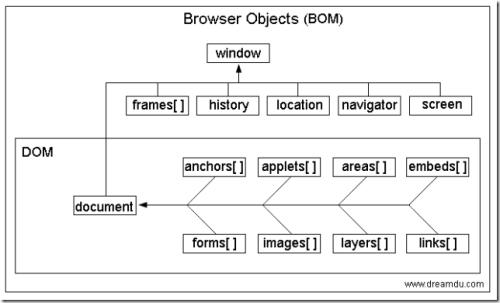 Browser Objects (BOM)
window
frames[ ] history location navigator screen
DOM
anchors[ ] applets[ ] areas[ ] embeds[ ]
document
forms[ ] images[ ] layers[ ] links[ ]
www.dreamdu.com